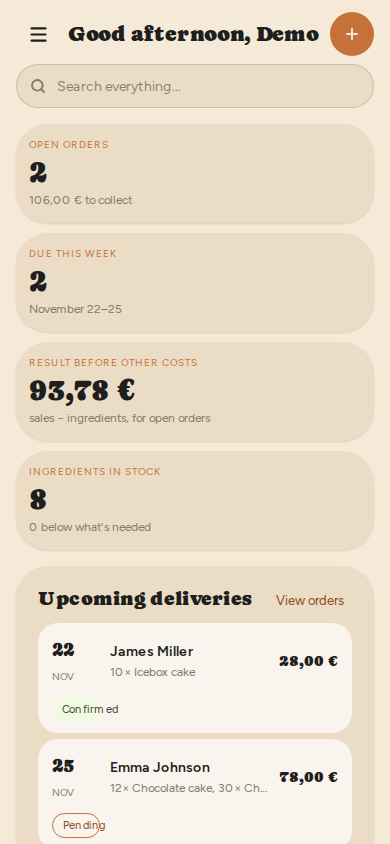 Good afternoon, Demo
Search everything...
OPEN ORDERS
2
106,00 € to collect
DUE THIS WEEK
2
November 22–25
RESULT BEFORE OTHER COSTS
93,78 €
sales – ingredients, for open orders
INGREDIENTS IN STOCK
8
0 below what's needed
Upcoming deliveries
View orders
22
NOV
James Miller
10 × Icebox cake
28,00 €
Confirmed
25
NOV
Emma Johnson
12× Chocolate cake, 30 × Ch...
78,00 €
Pending